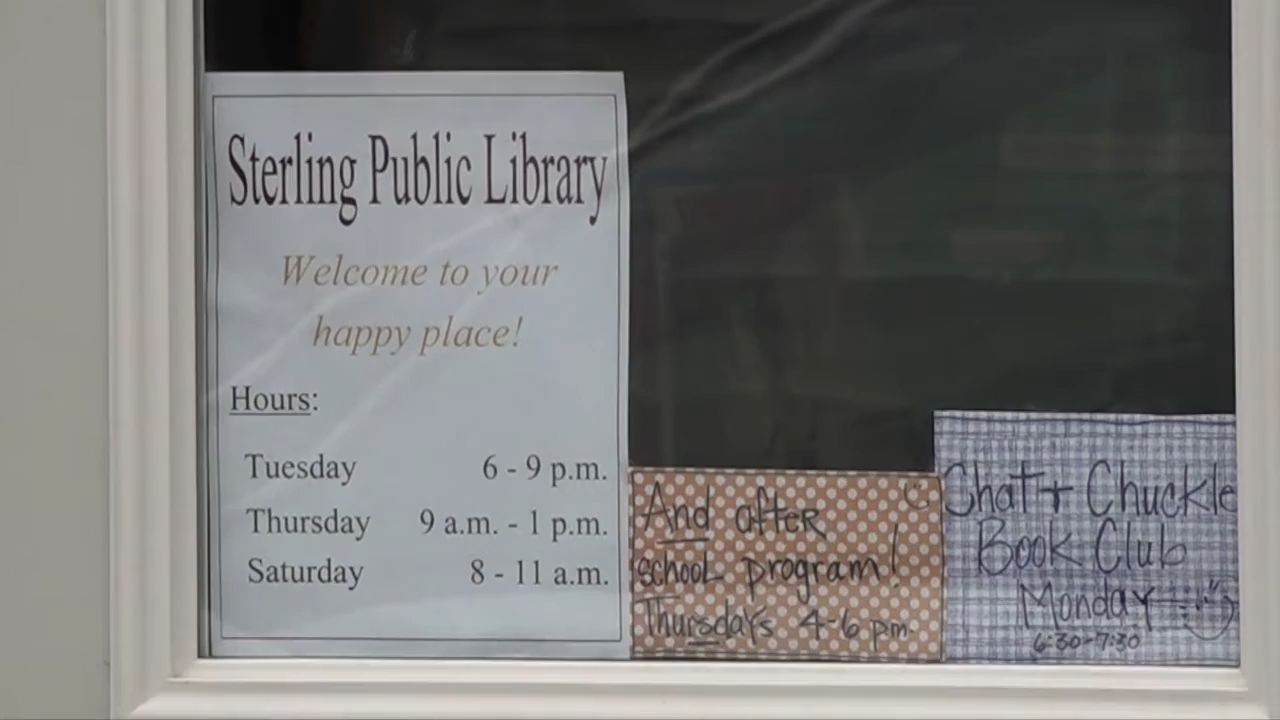 Sterling Public Library
Welcome to your
happy place!
Hours:
Tuesday 6 - 9 p.m.
Thursday 9 a.m. - 1 p.m.
Saturday 8 - 11 a.m.
And after
school program!
Thursdays 4-6 pm.
Chat + Chuckle
Book Club
Monday
6:30-7:30